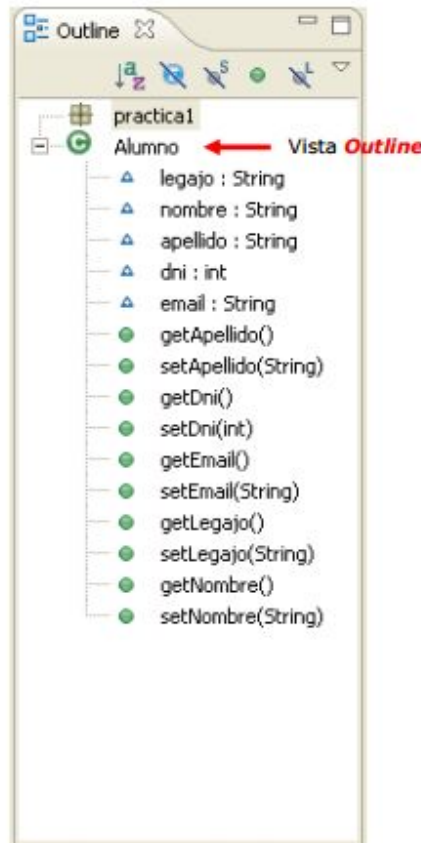 Outline
practica1
Alumno Vista Outline
legajo : String
nombre : String
apellido : String
dni : int
email : String
getApellido()
setApellido(String)
getDni()
setDni(int)
getEmail()
setEmail(String)
getLegajo()
setLegajo(String)
getNombre()
setNombre(String)